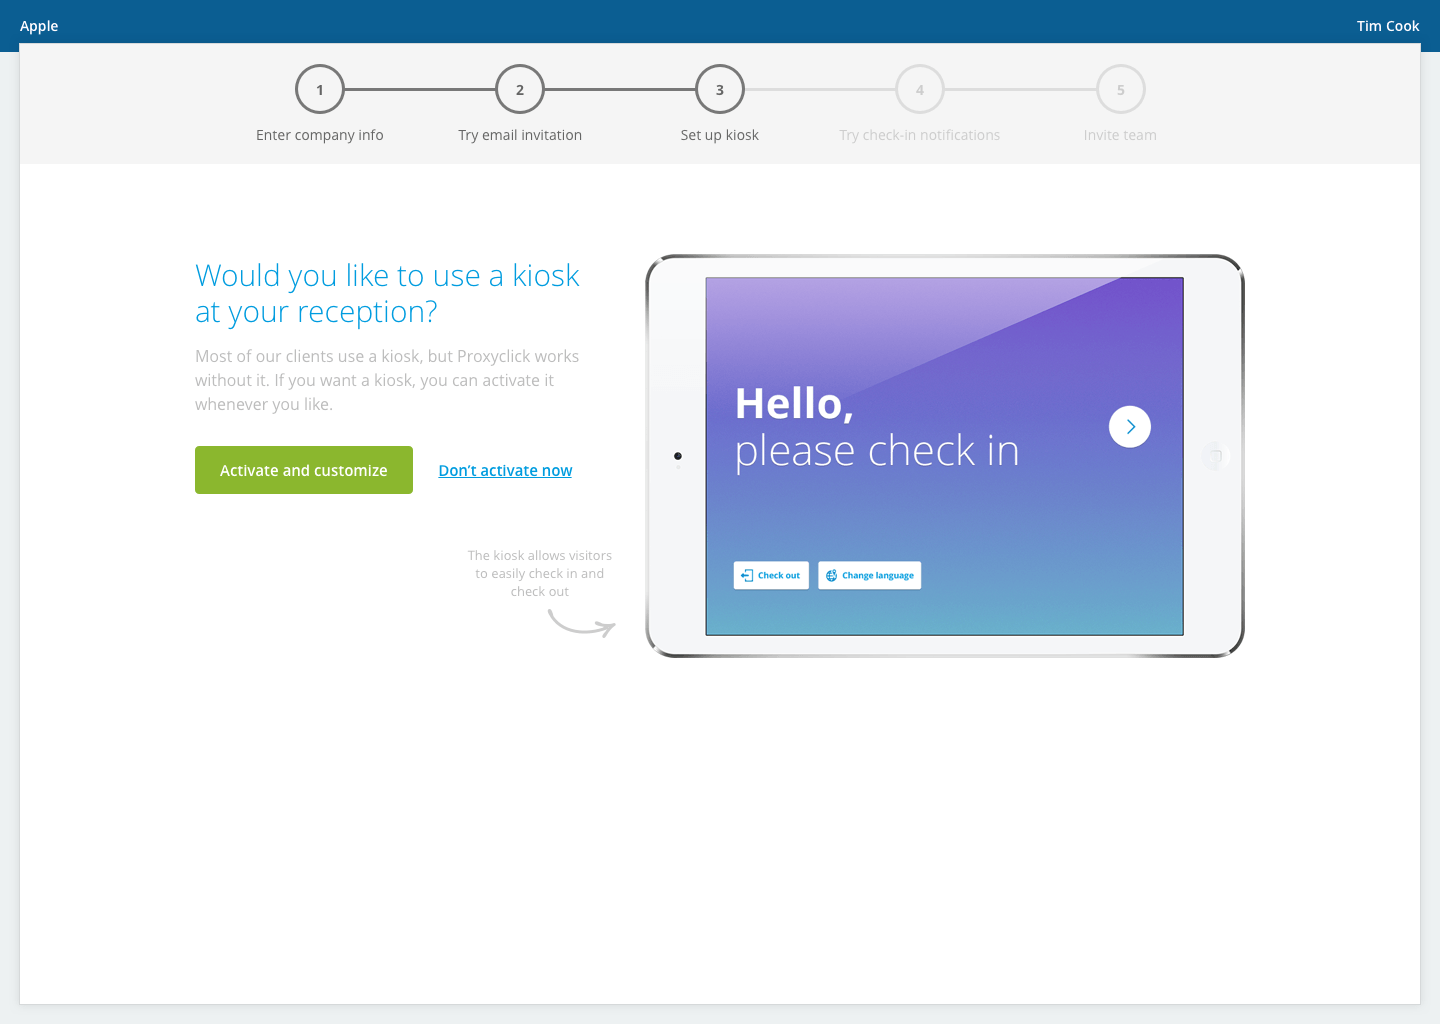 Apple
Tim Cook
1
2
3
4
5
Enter company info
Try email invitation
Set up kiosk
Try check-in notifications
Invite team
Would you like to use a kiosk
at your reception?
Most of our clients use a kiosk, but Proxyclick works
without it. If you want a kiosk, you can activate it
whenever you like.
Activate and customize
Don’t activate now
The kiosk allows visitors
to easily check in and
check out
Hello,
please check in
Check out
Change language